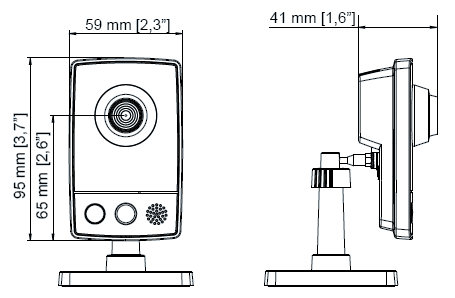 59 mm [2,3”]
41 mm [1,6”]
95 mm [3,7”]
65 mm [2,6”]